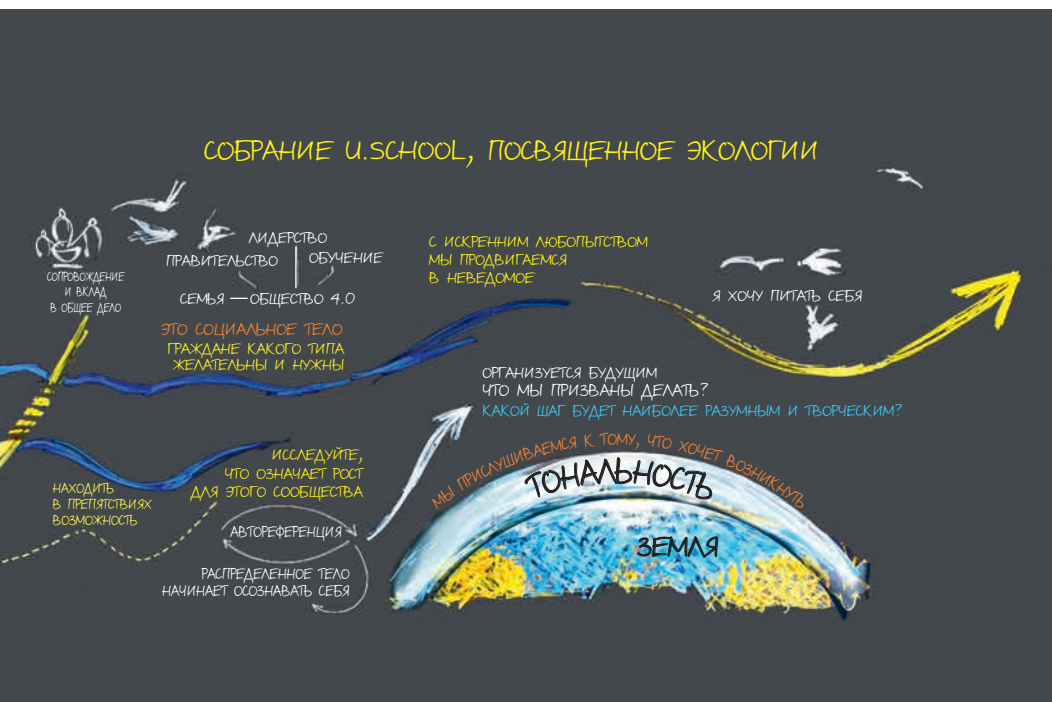 СОБРАНИЕ U.SCHOOL, ПОСВЯЩЕННОЕ ЭКОЛОГИИ
СОПРОВОЖДЕНИЕ
И ВКЛАД
В ОБЩЕЕ ДЕЛО
ЛИДЕРСТВО
ПРАВИТЕЛЬСТВО
ОБУЧЕНИЕ
СЕМЬЯ — ОБЩЕСТВО 4.0
ЭТО СОЦИАЛЬНОЕ ТЕЛО
ГРАЖДАНЕ КАКОГО ТИПА
ЖЕЛАТЕЛЬНЫ И НУЖНЫ
С ИСКРЕННИМ ЛЮБОПЫТСТВОМ
МЫ ПРОДВИГАЕМСЯ
В НЕВЕДОМОЕ
Я ХОЧУ ПИТАТЬ СЕБЯ
ОРГАНИЗУЕТСЯ БУДУЩИМ
ЧТО МЫ ПРИЗВАНЫ ДЕЛАТЬ?
КАКОЙ ШАГ БУДЕТ НАИБОЛЕЕ РАЗУМНЫМ И ТВОРЧЕСКИМ?
ИССЛЕДУЙТЕ,
ЧТО ОЗНАЧАЕТ РОСТ
ДЛЯ ЭТОГО СООБЩЕСТВА
НАХОДИТЬ
В ПРЕПЯТСТВИЯХ
ВОЗМОЖНОСТЬ
АВТОРЕФЕРЕНЦИЯ
РАСПРЕДЕЛЕННОЕ ТЕЛО
НАЧИНАЕТ ОСОЗНАВАТЬ СЕБЯ
МЫ ПРИСЛУШИВАЕМСЯ К ТОМУ, ЧТО ХОЧЕТ ВОЗНИКНУТЬ
ТОНАЛЬНОСТЬ
ЗЕМЛЯ